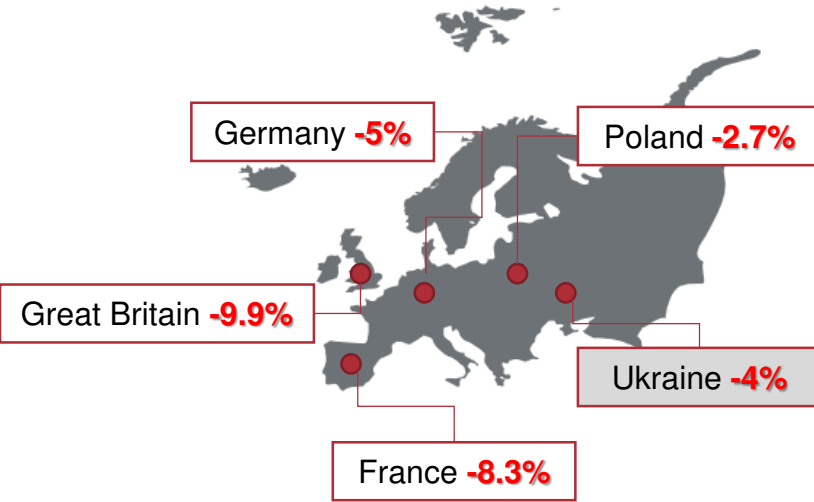 Germany -5%
Poland -2.7%
Great Britain -9.9%
Ukraine -4%
France -8.3%